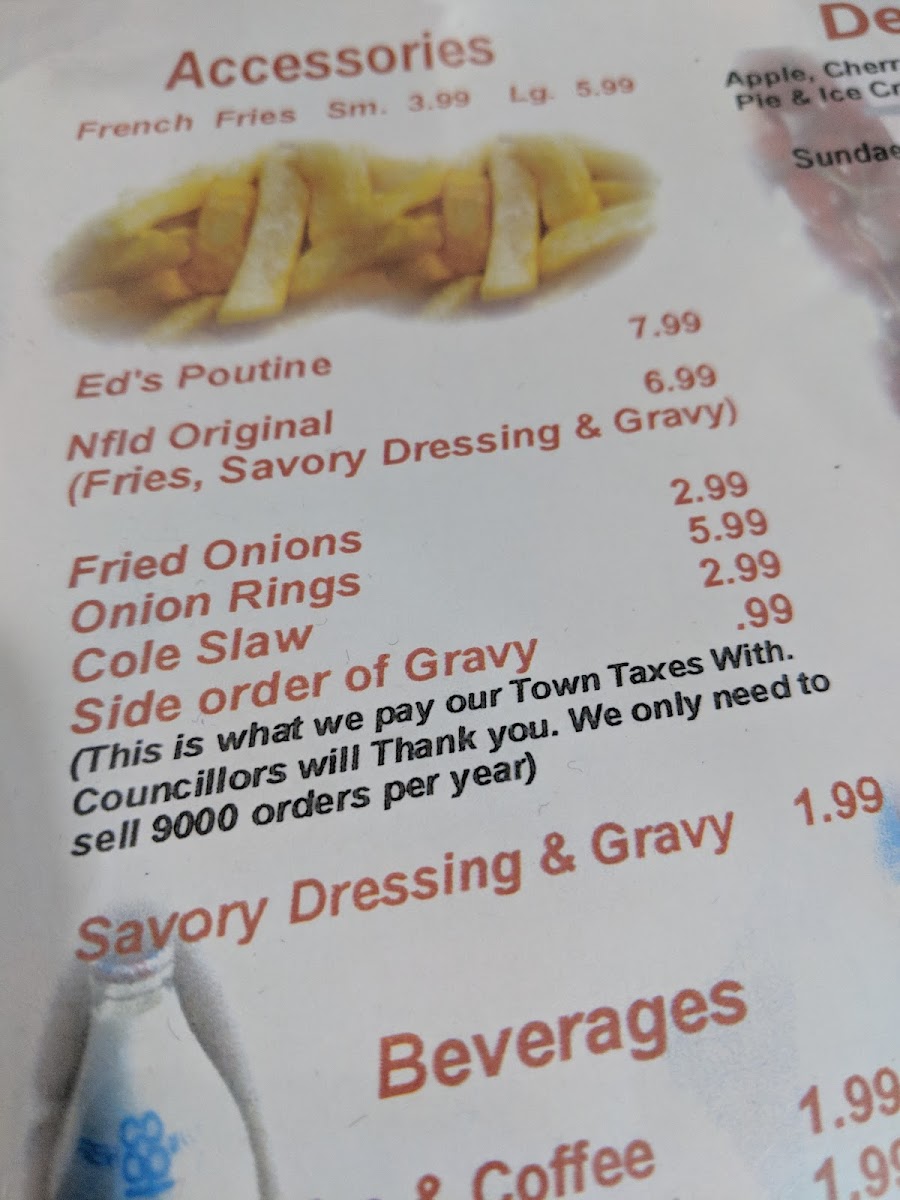 Accessories
French Fries Sm. 3.99 Lg. 5.99
Ed's Poutine 7.99
Nfld Original 6.99
(Fries, Savory Dressing & Gravy)
Fried Onions 2.99
Onion Rings 5.99
Cole Slaw 2.99
Side order of Gravy .99
(This is what we pay our Town Taxes With.
Councillors will Thank you. We only need to
sell 9000 orders per year)
Savory Dressing & Gravy 1.99
Beverages
& Coffee 1.99
1.99
Apple,
Pie & Ice